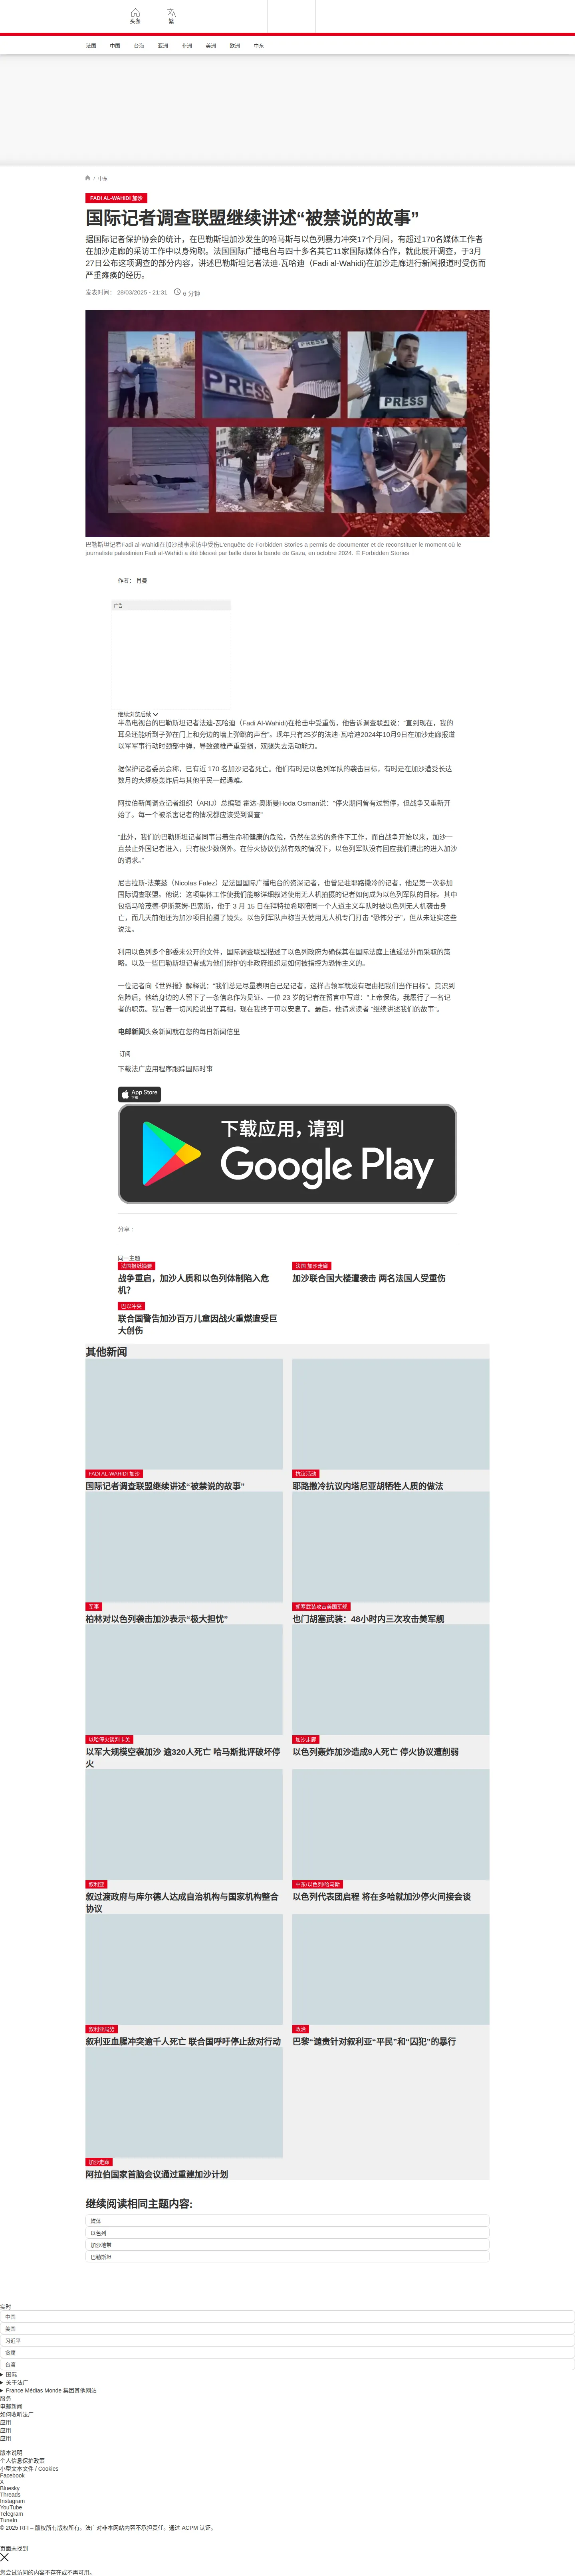 头条
繁
法国
中国
台海
亚洲
非洲
美洲
欧洲
中东
/ 中东
FADI AL-WAHIDI 加沙
国际记者调查联盟继续讲述“被禁说的故事”
据国际记者保护协会的统计，在巴勒斯坦加沙发生的哈马斯与以色列暴力冲突17个月间，有超过170名媒体工作者
在加沙走廊的采访工作中以身殉职。法国国际广播电台与四十多名其它11家国际媒体合作，就此展开调查，于3月
27日公布这项调查的部分内容，讲述巴勒斯坦记者法迪·瓦哈迪（Fadi al-Wahidi)在加沙走廊进行新闻报道时受伤而
严重瘫痪的经历。
发表时间： 28/03/2025 - 21:31
6 分钟
PRESS
PRESS
PRESS
巴勒斯坦记者Fadi al-Wahidi在加沙战事采访中受伤L'enquête de Forbidden Stories a permis de documenter et de reconstituer le moment où le
journaliste palestinien Fadi al-Wahidi a été blessé par balle dans la bande de Gaza, en octobre 2024. © Forbidden Stories
作者： 肖曼
广告
继续浏览后续
半岛电视台的巴勒斯坦记者法迪·瓦哈迪（Fadi Al-Wahidi)在枪击中受重伤，他告诉调查联盟说：“直到现在，我的
耳朵还能听到子弹在门上和旁边的墙上弹跳的声音”。现年只有25岁的法迪·瓦哈迪2024年10月9日在加沙走廊报道
以军军事行动时颈部中弹，导致颈椎严重受损，双腿失去活动能力。
据保护记者委员会称，已有近 170 名加沙记者死亡。他们有时是以色列军队的袭击目标，有时是在加沙遭受长达
数月的大规模轰炸后与其他平民一起遇难。
阿拉伯新闻调查记者组织（ARIJ）总编辑 霍达-奥斯曼Hoda Osman说：“停火期间曾有过暂停，但战争又重新开
始了。每一个被杀害记者的情况都应该受到调查”
“此外，我们的巴勒斯坦记者同事冒着生命和健康的危险，仍然在恶劣的条件下工作，而自战争开始以来，加沙一
直禁止外国记者进入，只有极少数例外。在停火协议仍然有效的情况下，以色列军队没有回应我们提出的进入加沙
的请求。”
尼古拉斯-法莱兹（Nicolas Falez）是法国国际广播电台的资深记者，也曾是驻耶路撒冷的记者，他是第一次参加
国际调查联盟。他说：这项集体工作使我们能够详细叙述使用无人机拍摄的记者如何成为以色列军队的目标。其中
包括马哈茂德-伊斯莱姆-巴索斯，他于 3 月 15 日在拜特拉希耶同同一个人道主义车队时被以色列无人机袭击身
亡，而几天前他还为加沙项目拍摄了镜头。以色列军队声称当天使用无人机专门打击 “恐怖分子”，但从未证实这些
说法。
利用以色列多个部委未公开的文件，国际调查联盟描述了以色列政府为确保其在国际法庭上逍遥法外而采取的策
略。以及一些巴勒斯坦记者或为他们辩护的非政府组织是如何被指控为恐怖主义的。
一位记者向《世界报》解释说：“我们总是尽量表明自己是记者，这样占领军就没有理由把我们当作目标”。意识到
危险后，他给身边的人留下了一条信息作为见证。一位 23 岁的记者在留言中写道：“上帝保佑，我履行了一名记
者的职责。我冒着一切风险说出了真相，现在我终于可以安息了。最后，他请求读者 “继续讲述我们的故事”。
电邮新闻头条新闻就在您的每日新闻信里
订阅
下载法广应用程序跟踪国际时事
App Store
下载
下载应用，请到
Google Play
分享 :
同一主题
法国报纸摘要
战争重启，加沙人质和以色列体制陷入危
机？
法国 加沙走廊
加沙联合国大楼遭袭击 两名法国人受重伤
巴以冲突
联合国警告加沙百万儿童因战火重燃遭受巨
大创伤
其他新闻
FADI AL-WAHIDI 加沙
国际记者调查联盟继续讲述“被禁说的故事”
抗议活动
耶路撒冷抗议内塔尼亚胡牺牲人质的做法
军事
柏林对以色列袭击加沙表示“极大担忧”
胡塞武装攻击美国军舰
也门胡塞武装：48小时内三次攻击美军舰
以哈停火谈判卡关
以军大规模空袭加沙 逾320人死亡 哈马斯批评破坏停
火
加沙走廊
以色列轰炸加沙造成9人死亡 停火协议遭削弱
叙利亚
叙过渡政府与库尔德人达成自治机构与国家机构整合
协议
中东/以色列/哈马斯
以色列代表团启程 将在多哈就加沙停火间接会谈
叙利亚局势
叙利亚血腥冲突逾千人死亡 联合国呼吁停止敌对行动
政治
巴黎“谴责针对叙利亚“平民”和“囚犯”的暴行
加沙走廊
阿拉伯国家首脑会议通过重建加沙计划
继续阅读相同主题内容:
媒体
以色列
加沙地带
巴勒斯坦
实时
中国
美国
习近平
贪腐
台湾
国际
关于法广
France Médias Monde 集团其他网站
服务
电邮新闻
如何收听法广
应用
应用
应用
版本说明
个人信息保护政策
小型文本文件 / Cookies
Facebook
X
Bluesky
Threads
Instagram
YouTube
Telegram
TuneIn
© 2025 RFI – 版权所有版权所有。法广对非本网站内容不承担责任。通过 ACPM 认证。
页面未找到
您尝试访问的内容不存在或不再可用。